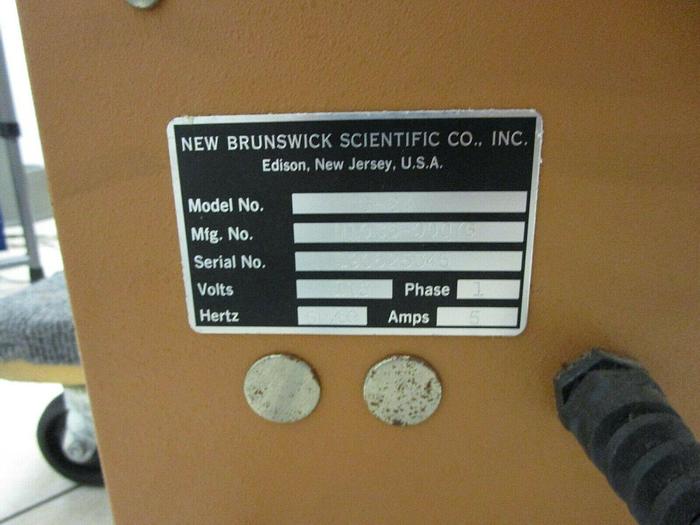 NEW BRUNSWICK SCIENTIFIC CO., INC.
Edison, New Jersey, U.S.A.
Model No.
Mfg. No.
Serial No.
Volts Phase 1
Hertz Amps 5